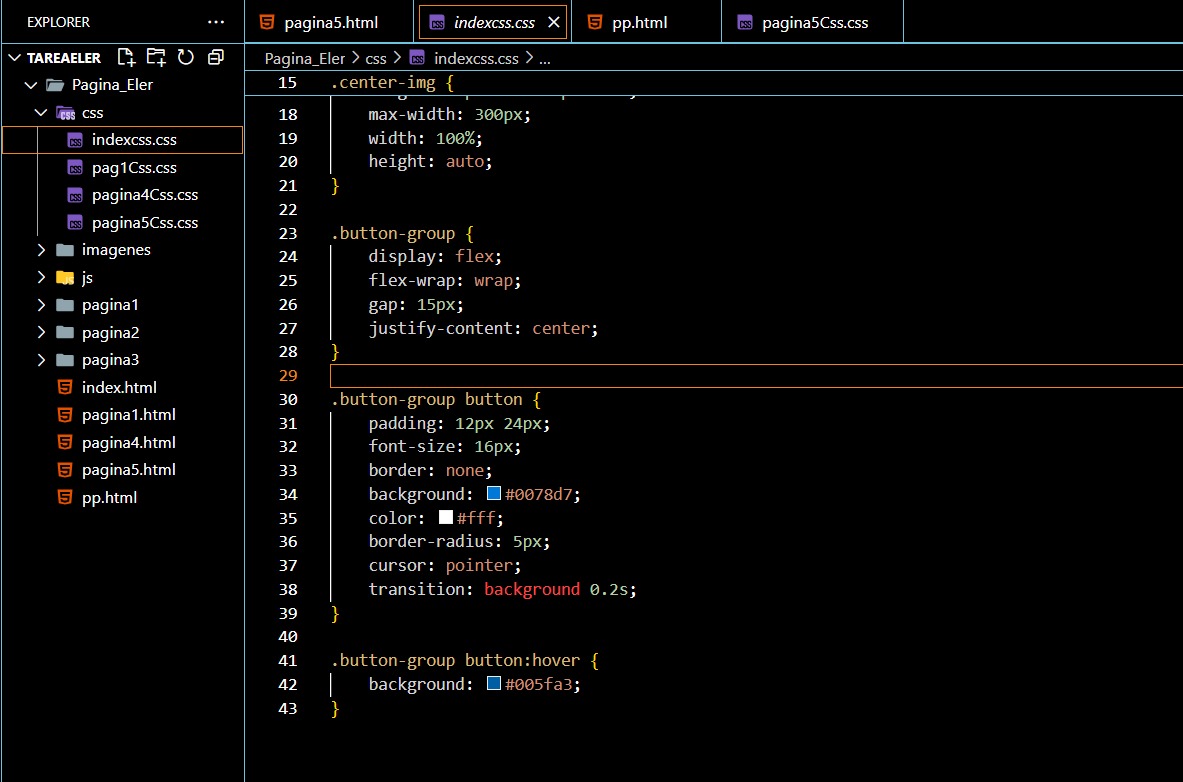 EXPLORER ...
pagina5.html indexcss.css pp.html pagina5Css.css
TAREAELER
Pagina_Eler > css > indexcss.css > ...
Pagina_Eler
css
indexcss.css
pag1Css.css
pagina4Css.css
pagina5Css.css
imagenes
js
pagina1
pagina2
pagina3
index.html
pagina1.html
pagina4.html
pagina5.html
pp.html
15 .center-img {
18 max-width: 300px;
19 width: 100%;
20 height: auto;
21 }
22
23 .button-group {
24 display: flex;
25 flex-wrap: wrap;
26 gap: 15px;
27 justify-content: center;
28 }
29
30 .button-group button {
31 padding: 12px 24px;
32 font-size: 16px;
33 border: none;
34 background: #0078d7;
35 color: #fff;
36 border-radius: 5px;
37 cursor: pointer;
38 transition: background 0.2s;
39 }
40
41 .button-group button:hover {
42 background: #005fa3;
43 }